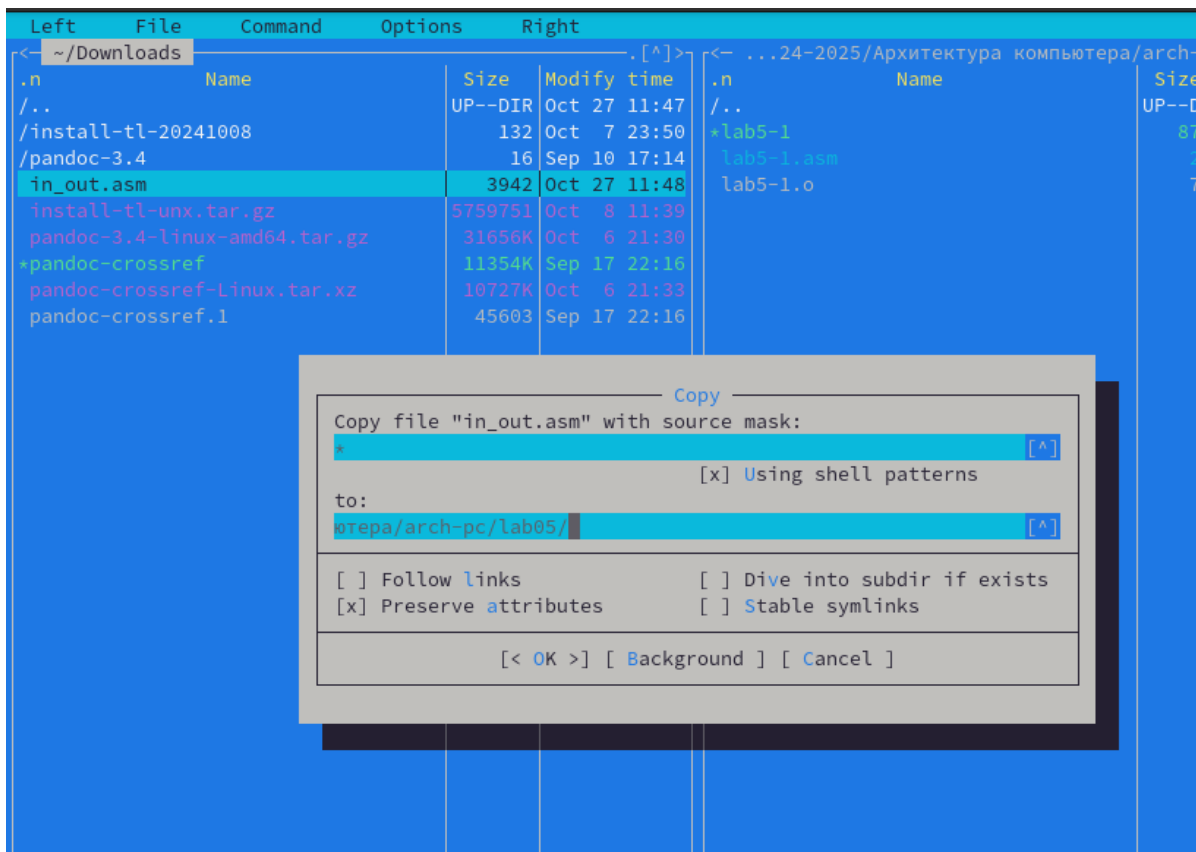 Left File Command Options Right
<— ~/Downloads .[^]> <— ...24-2025/Архитектура компьютера/arch-
.n Name Size Modify time .n Name Size
/.. UP--DIR Oct 27 11:47 /.. UP--D
/install-tl-20241008 132 Oct 7 23:50 *lab5-1 87
/pandoc-3.4 16 Sep 10 17:14 lab5-1.asm 2
in_out.asm 3942 Oct 27 11:48 lab5-1.o 7
install-tl-unx.tar.gz 5759751 Oct 8 11:39
pandoc-3.4-linux-amd64.tar.gz 31656K Oct 6 21:30
*pandoc-crossref 11354K Sep 17 22:16
pandoc-crossref-Linux.tar.xz 10727K Oct 6 21:33
pandoc-crossref.1 45603 Sep 17 22:16
Copy
Copy file "in_out.asm" with source mask:
* [^]
[x] Using shell patterns
to:
ютера/arch-pc/lab05/ [^]
[ ] Follow links [ ] Dive into subdir if exists
[x] Preserve attributes [ ] Stable symlinks
[< OK >] [ Background ] [ Cancel ]